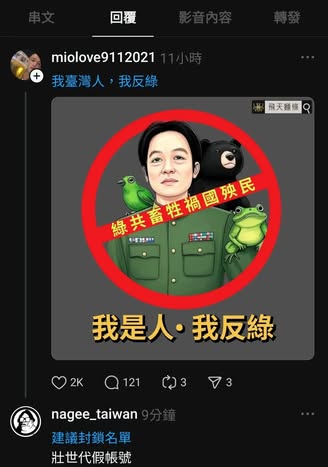 串文 回覆 影音內容 轉發
miolove9112021 11小時
我臺灣人，我反綠
飛天麵條
綠共畜牲禍國殃民
我是人·我反綠
2K 121 3 3
nagee_taiwan 9分鐘
建議封鎖名單
壯世代假帳號